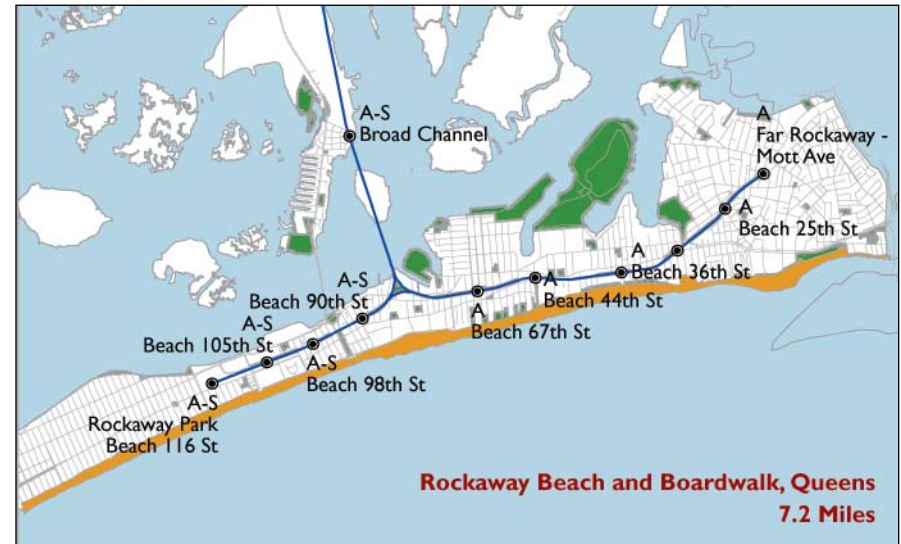 A-S
Broad Channel
A
Far Rockaway -
Mott Ave
A
Beach 25th St
A
Beach 36th St
A
Beach 44th St
A
Beach 67th St
A-S
Beach 90th St
A-S
Beach 105th St
A-S
Beach 98th St
A-S
Rockaway Park
Beach 116 St
Rockaway Beach and Boardwalk, Queens
7.2 Miles